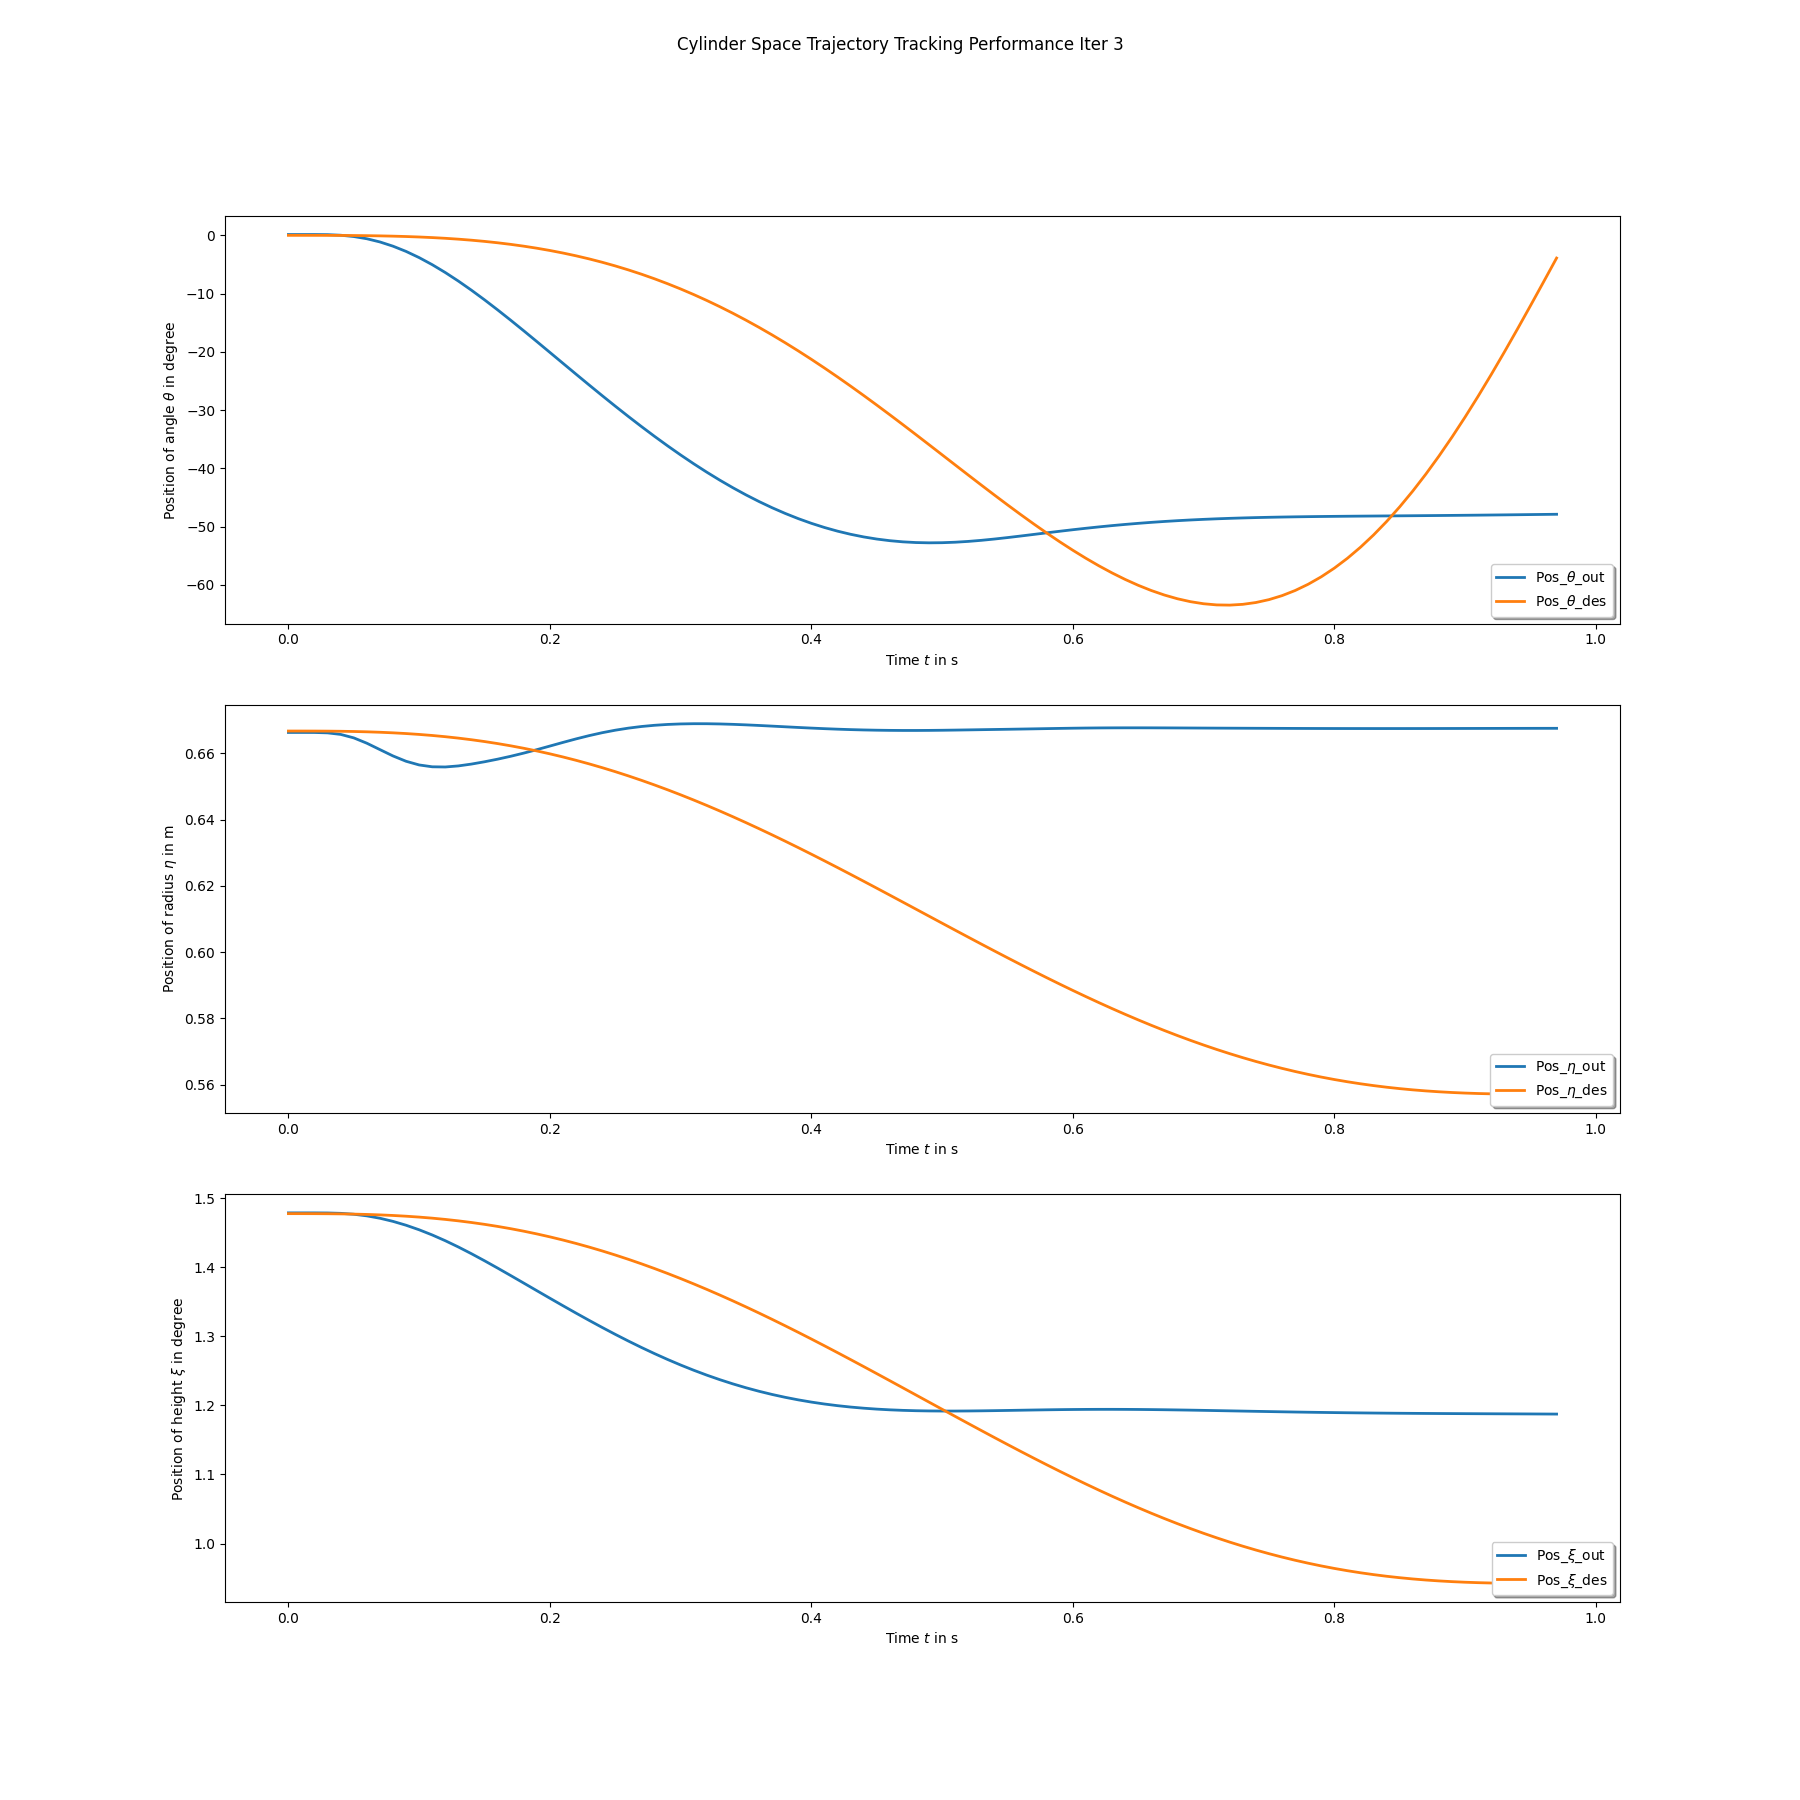 Cylinder Space Trajectory Tracking Performance Iter 3
Position of angle θ in degree
0
−10
−20
−30
−40
−50
−60
Pos_θ_out
Pos_θ_des
0.0 0.2 0.4 0.6 0.8 1.0
Time t in s
Position of radius η in m
0.66
0.64
0.62
0.60
0.58
0.56
Pos_η_out
Pos_η_des
0.0 0.2 0.4 0.6 0.8 1.0
Time t in s
Position of height ξ in degree
1.5
1.4
1.3
1.2
1.1
1.0
Pos_ξ_out
Pos_ξ_des
0.0 0.2 0.4 0.6 0.8 1.0
Time t in s